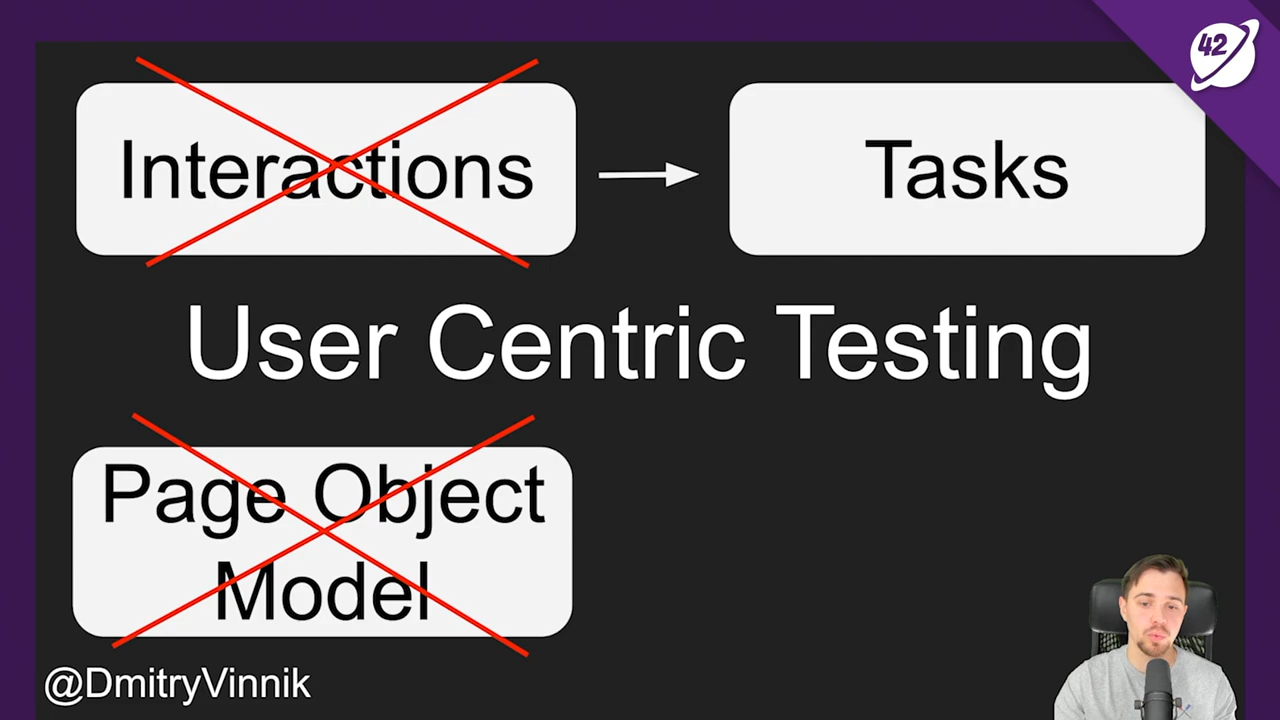 42
Interactions
Tasks
User Centric Testing
Page Object
Model
@DmitryVinnik